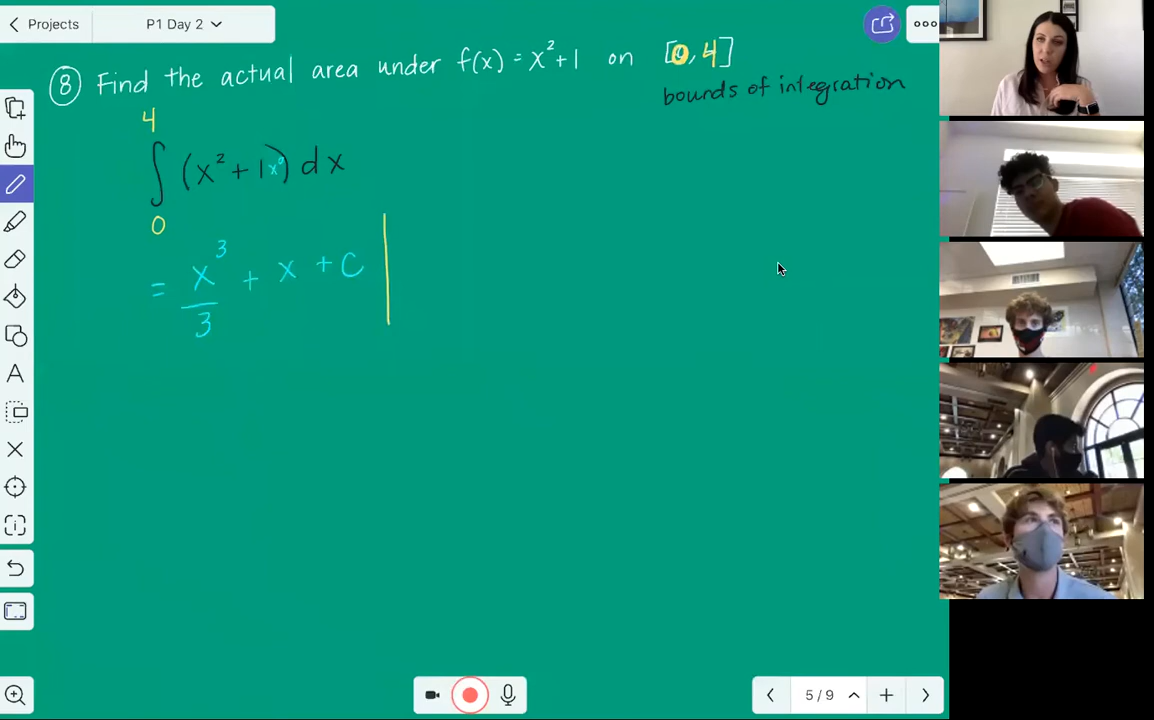 Projects
P1 Day 2
8 Find the actual area under f(x) = x² + 1 on [0, 4]
bounds of integration
4
∫ (x² + 1x⁰) dx
0
= x³/3 + x + C |
A
5 / 9